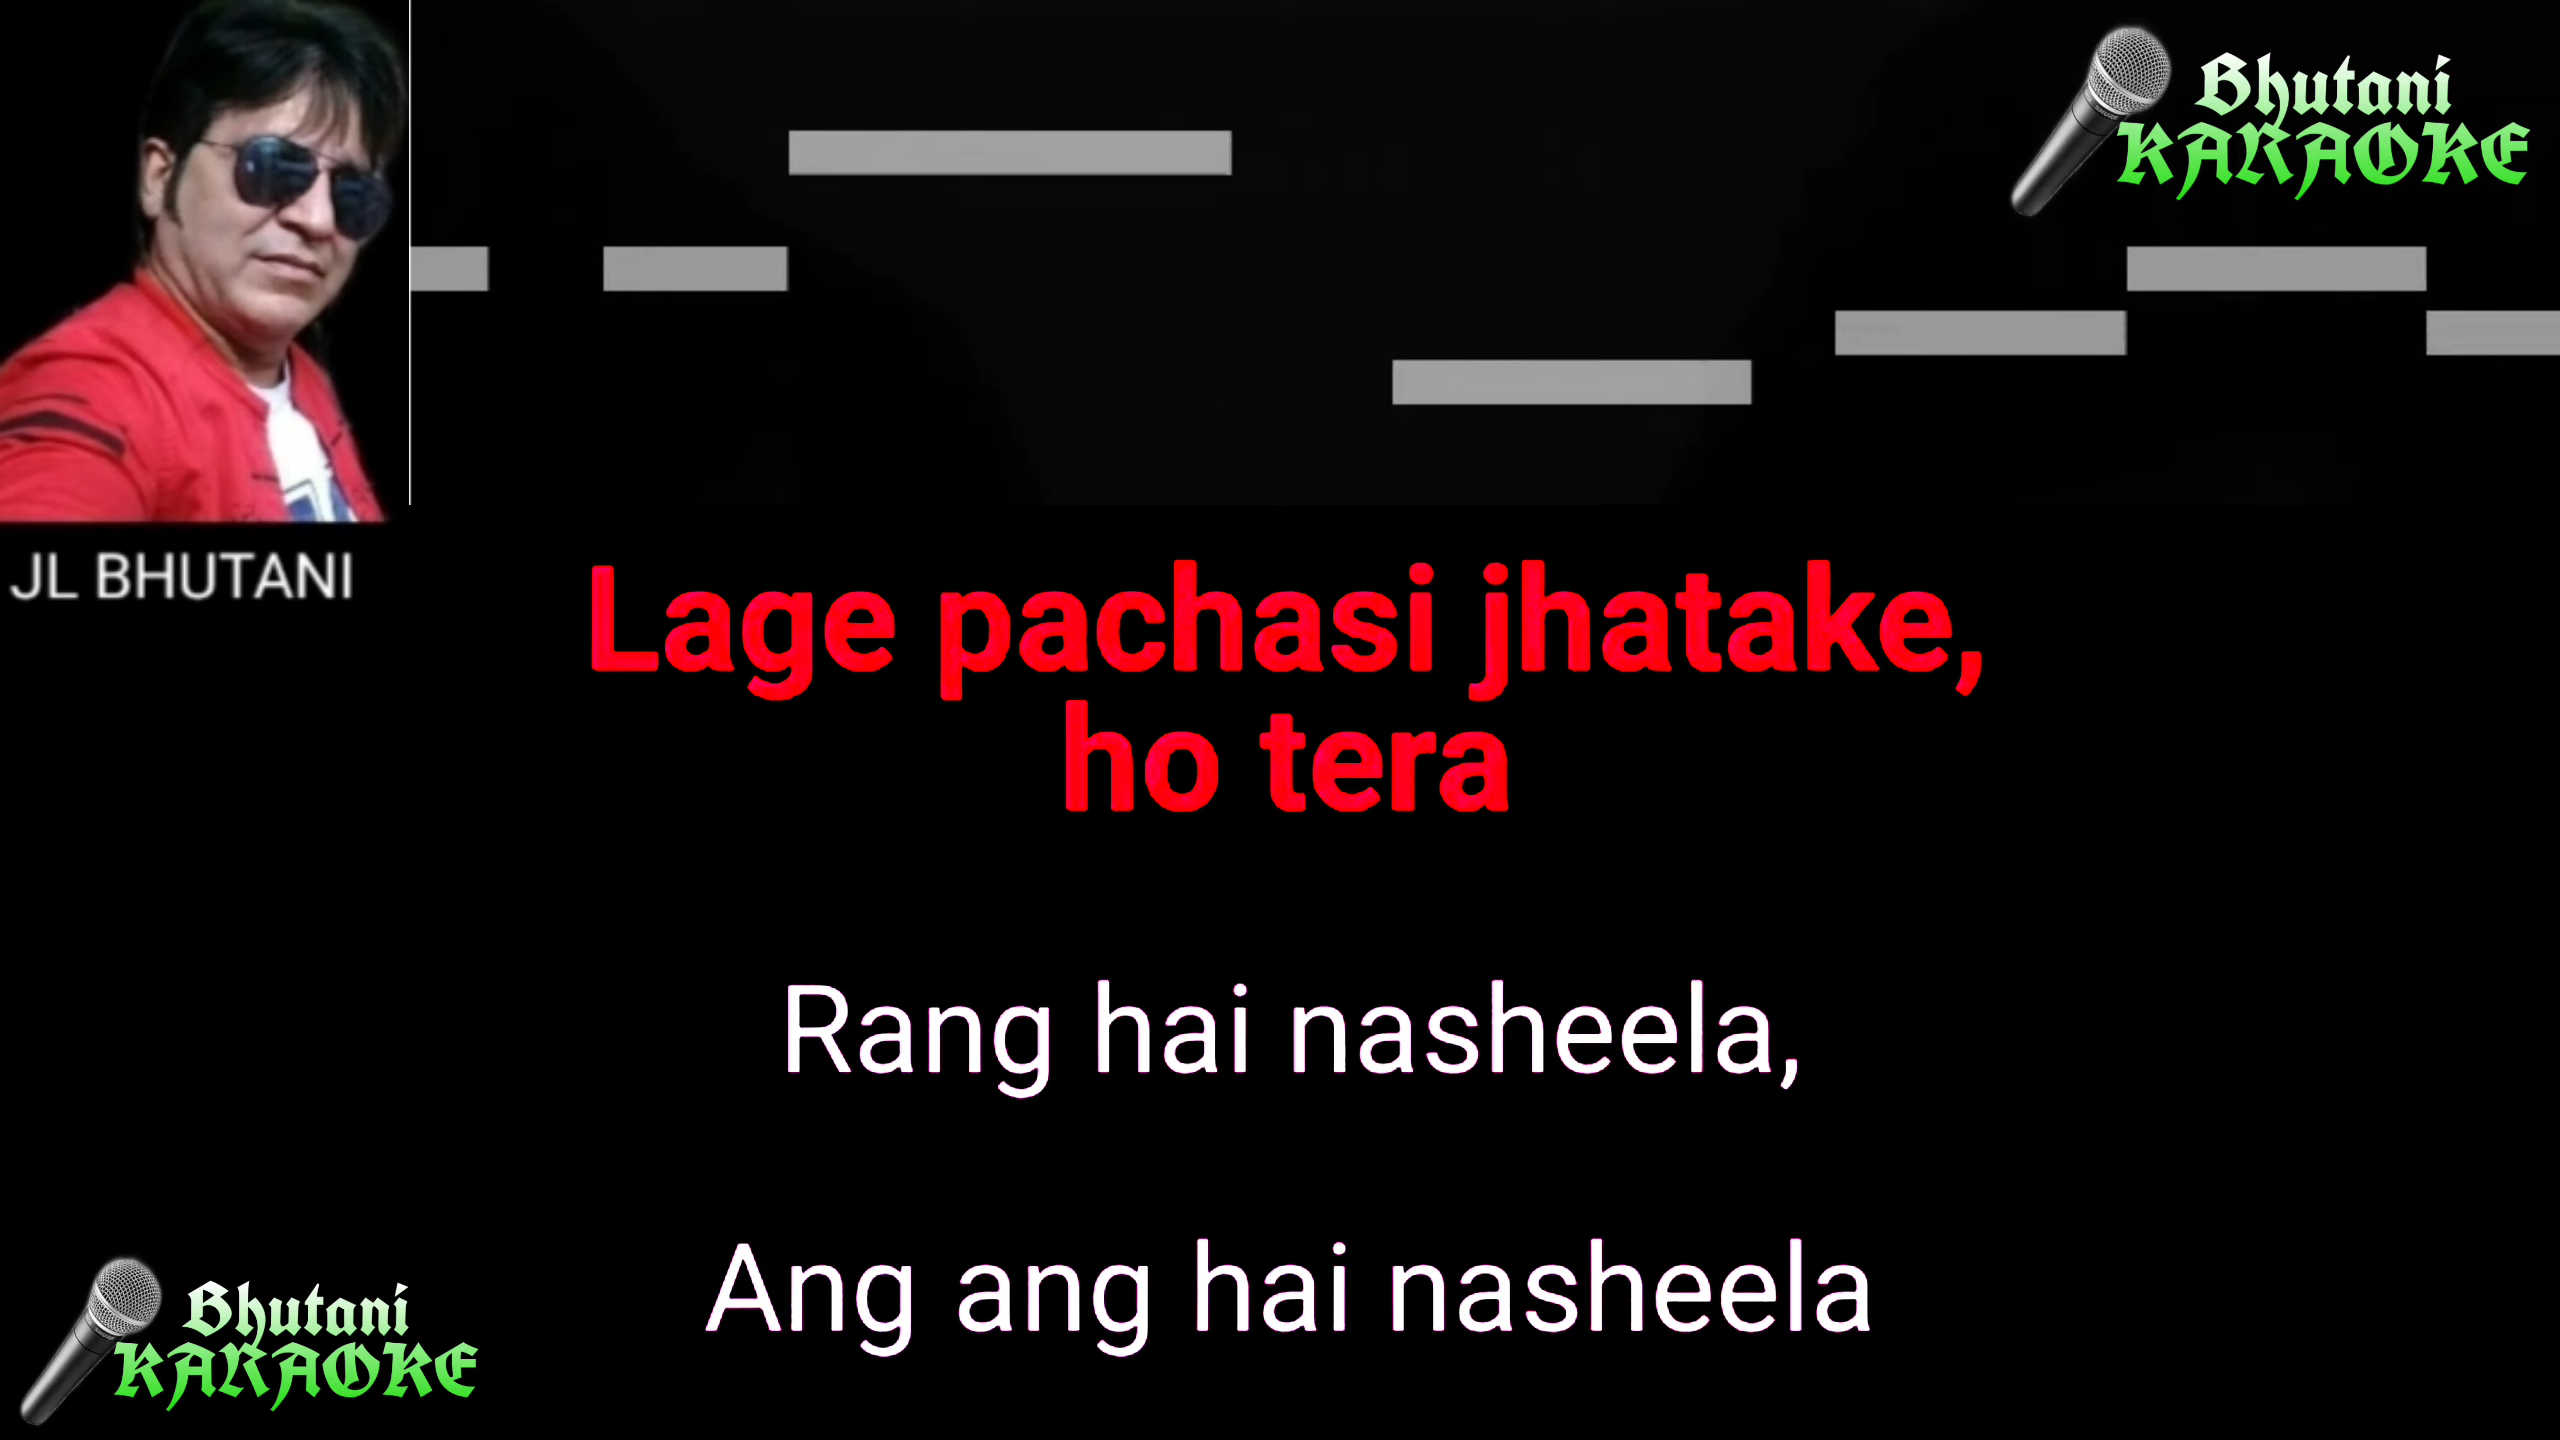 Bhutani
KARAOKE
JL BHUTANI
Lage pachasi jhatake,
ho tera
Rang hai nasheela,
Ang ang hai nasheela
Bhutani
KARAOKE